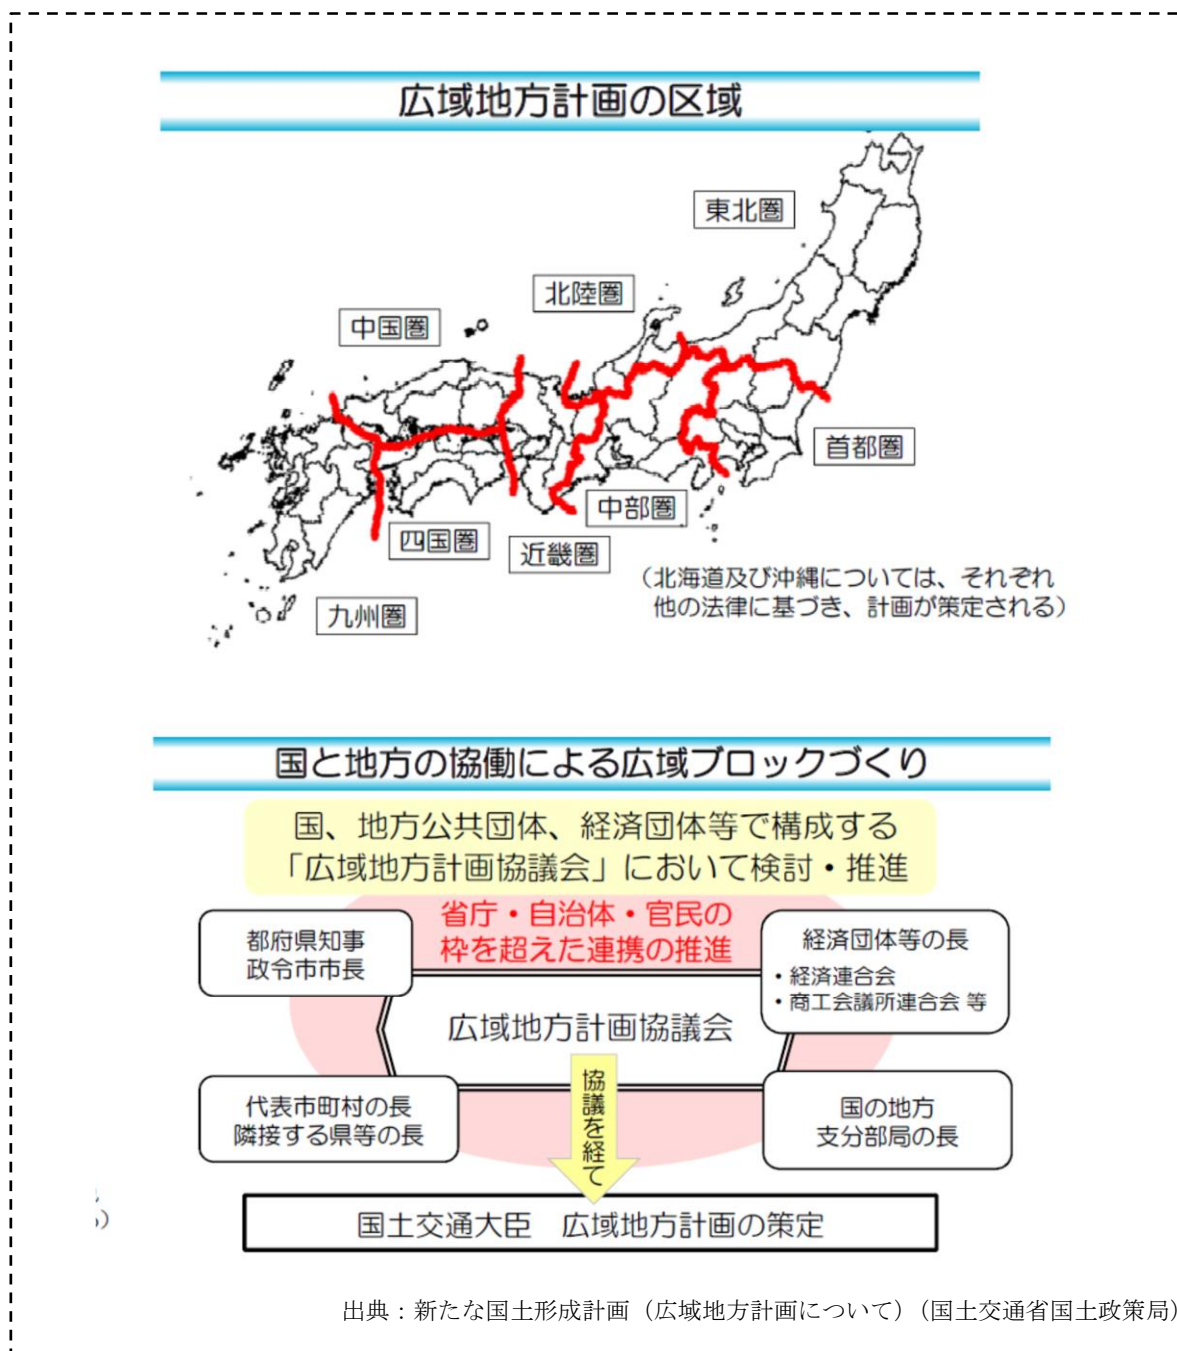 広域地方計画の区域
東北圏
北陸圏
中国圏
首都圏
中部圏
四国圏
近畿圏
(北海道及び沖縄については、それぞれ
他の法律に基づき、計画が策定される)
九州圏
国と地方の協働による広域ブロックづくり
国、地方公共団体、経済団体等で構成する
「広域地方計画協議会」において検討・推進
省庁・自治体・官民の
枠を超えた連携の推進
都府県知事
政令市市長
経済団体等の長
・経済連合会
・商工会議所連合会 等
広域地方計画協議会
協議を経て
代表市町村の長
隣接する県等の長
国の地方
支分部局の長
国土交通大臣 広域地方計画の策定
出典：新たな国土形成計画（広域地方計画について）（国土交通省国土政策局）